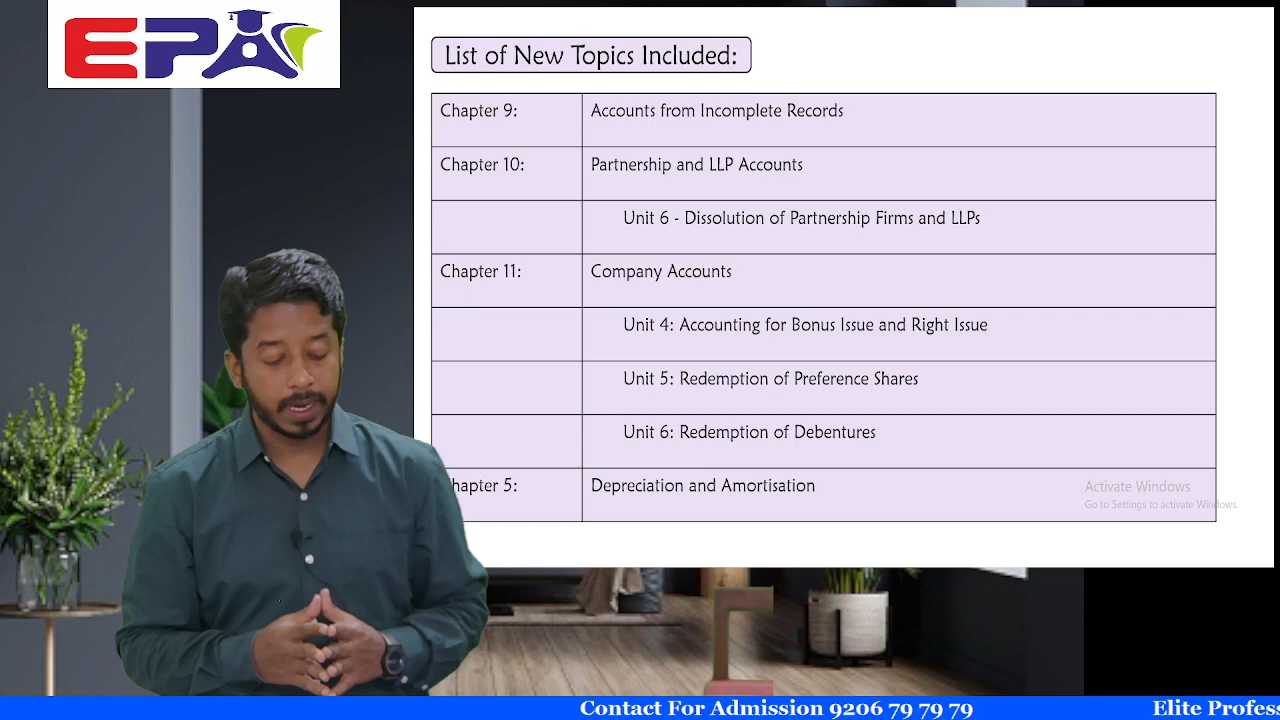 EPA
List of New Topics Included:
Chapter 9: Accounts from Incomplete Records
Chapter 10: Partnership and LLP Accounts
Unit 6 - Dissolution of Partnership Firms and LLPs
Chapter 11: Company Accounts
Unit 4: Accounting for Bonus Issue and Right Issue
Unit 5: Redemption of Preference Shares
Unit 6: Redemption of Debentures
hapter 5: Depreciation and Amortisation
Activate Windows
Go to Settings to activate Windows.
Contact For Admission 9206 79 79 79 Elite Profess